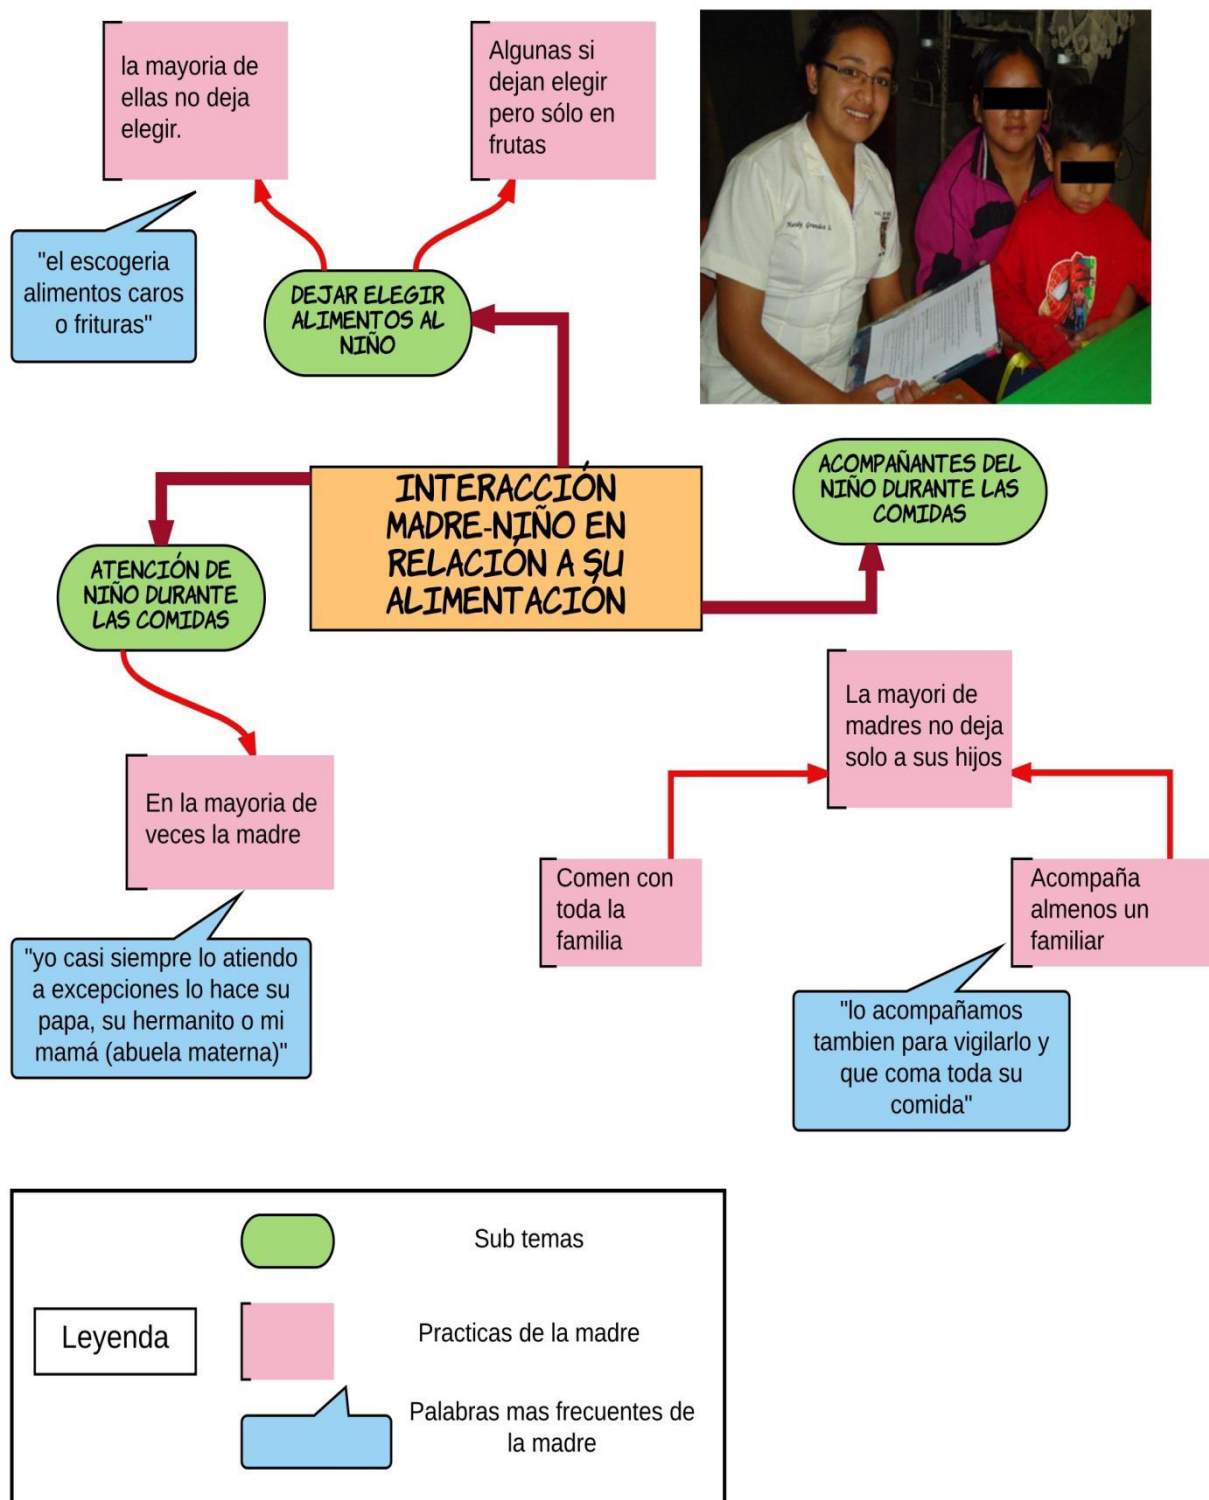 la mayoria de
ellas no deja
elegir.
Algunas si
dejan elegir
pero sólo en
frutas
"el escogeria
alimentos caros
o frituras"
DEJAR ELEGIR
ALIMENTOS AL
NIÑO
INTERACCIÓN
MADRE-NIÑO EN
RELACIÓN A SU
ALIMENTACIÓN
ACOMPAÑANTES DEL
NIÑO DURANTE LAS
COMIDAS
ATENCIÓN DE
NIÑO DURANTE
LAS COMIDAS
La mayori de
madres no deja
solo a sus hijos
En la mayoria de
veces la madre
Comen con
toda la
familia
Acompaña
almenos un
familiar
"yo casi siempre lo atiendo
a excepciones lo hace su
papa, su hermanito o mi
mamá (abuela materna)"
"lo acompañamos
tambien para vigilarlo y
que coma toda su
comida"
Leyenda
Sub temas
Practicas de la madre
Palabras mas frecuentes de
la madre